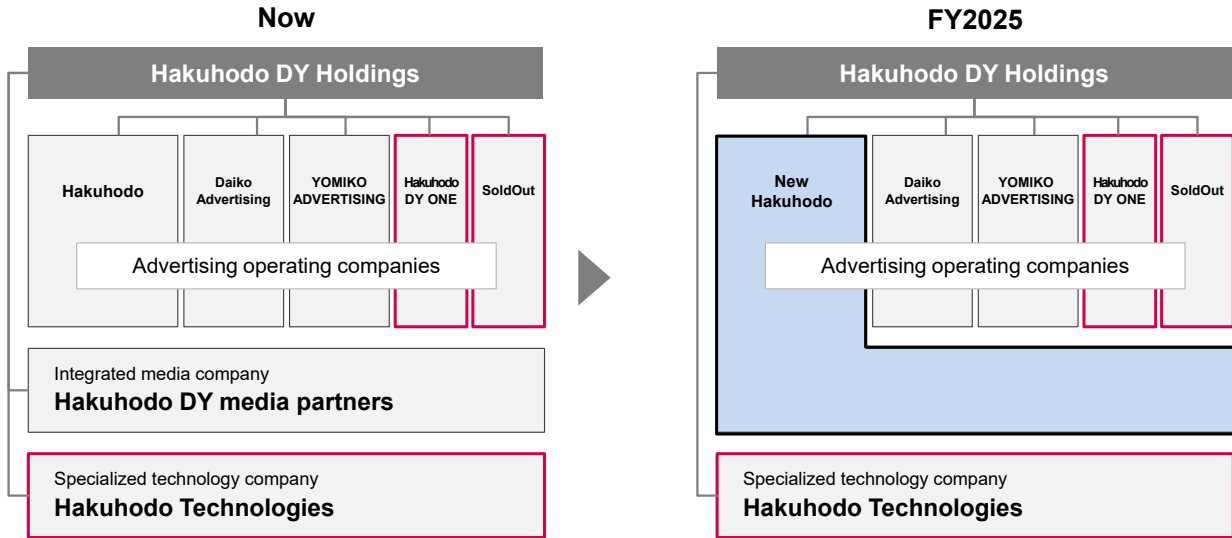 Now
Hakuhodo DY Holdings
Hakuhodo
Daiko
Advertising
YOMIKO
ADVERTISING
Hakuhodo
DY ONE
SoldOut
Advertising operating companies
Integrated media company
Hakuhodo DY media partners
Specialized technology company
Hakuhodo Technologies
FY2025
Hakuhodo DY Holdings
New
Hakuhodo
Daiko
Advertising
YOMIKO
ADVERTISING
Hakuhodo
DY ONE
SoldOut
Advertising operating companies
Specialized technology company
Hakuhodo Technologies